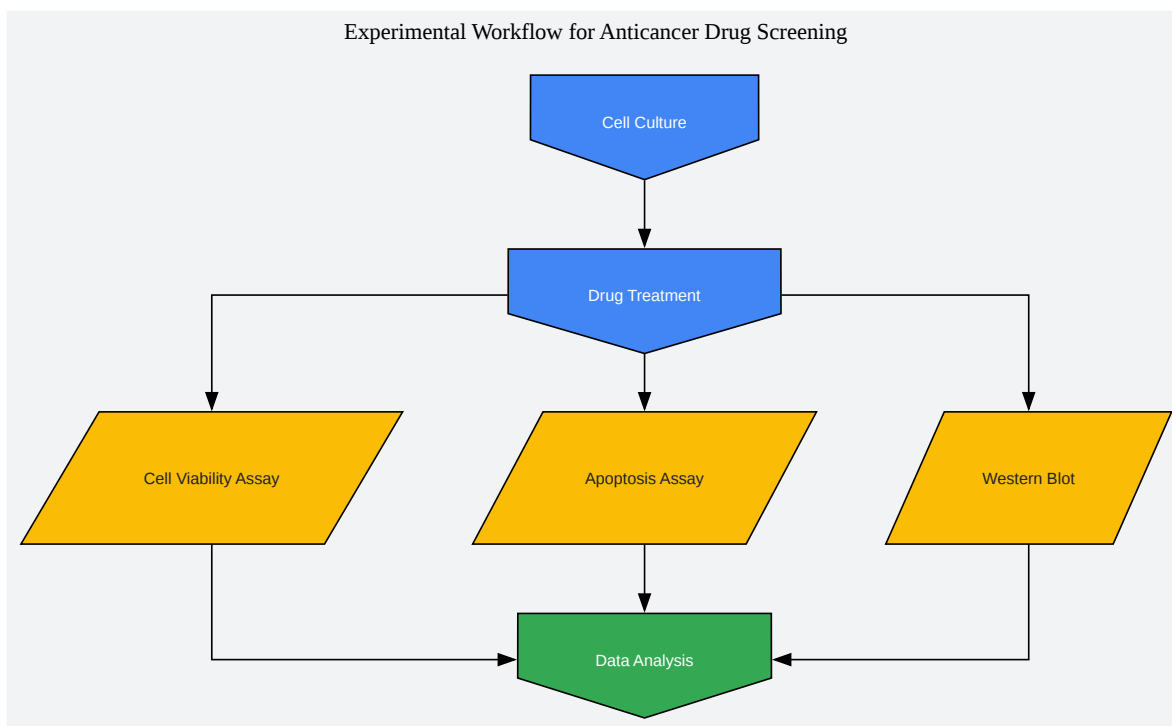 Experimental Workflow for Anticancer Drug Screening
Cell Culture
Drug Treatment
Cell Viability Assay
Apoptosis Assay
Western Blot
Data Analysis